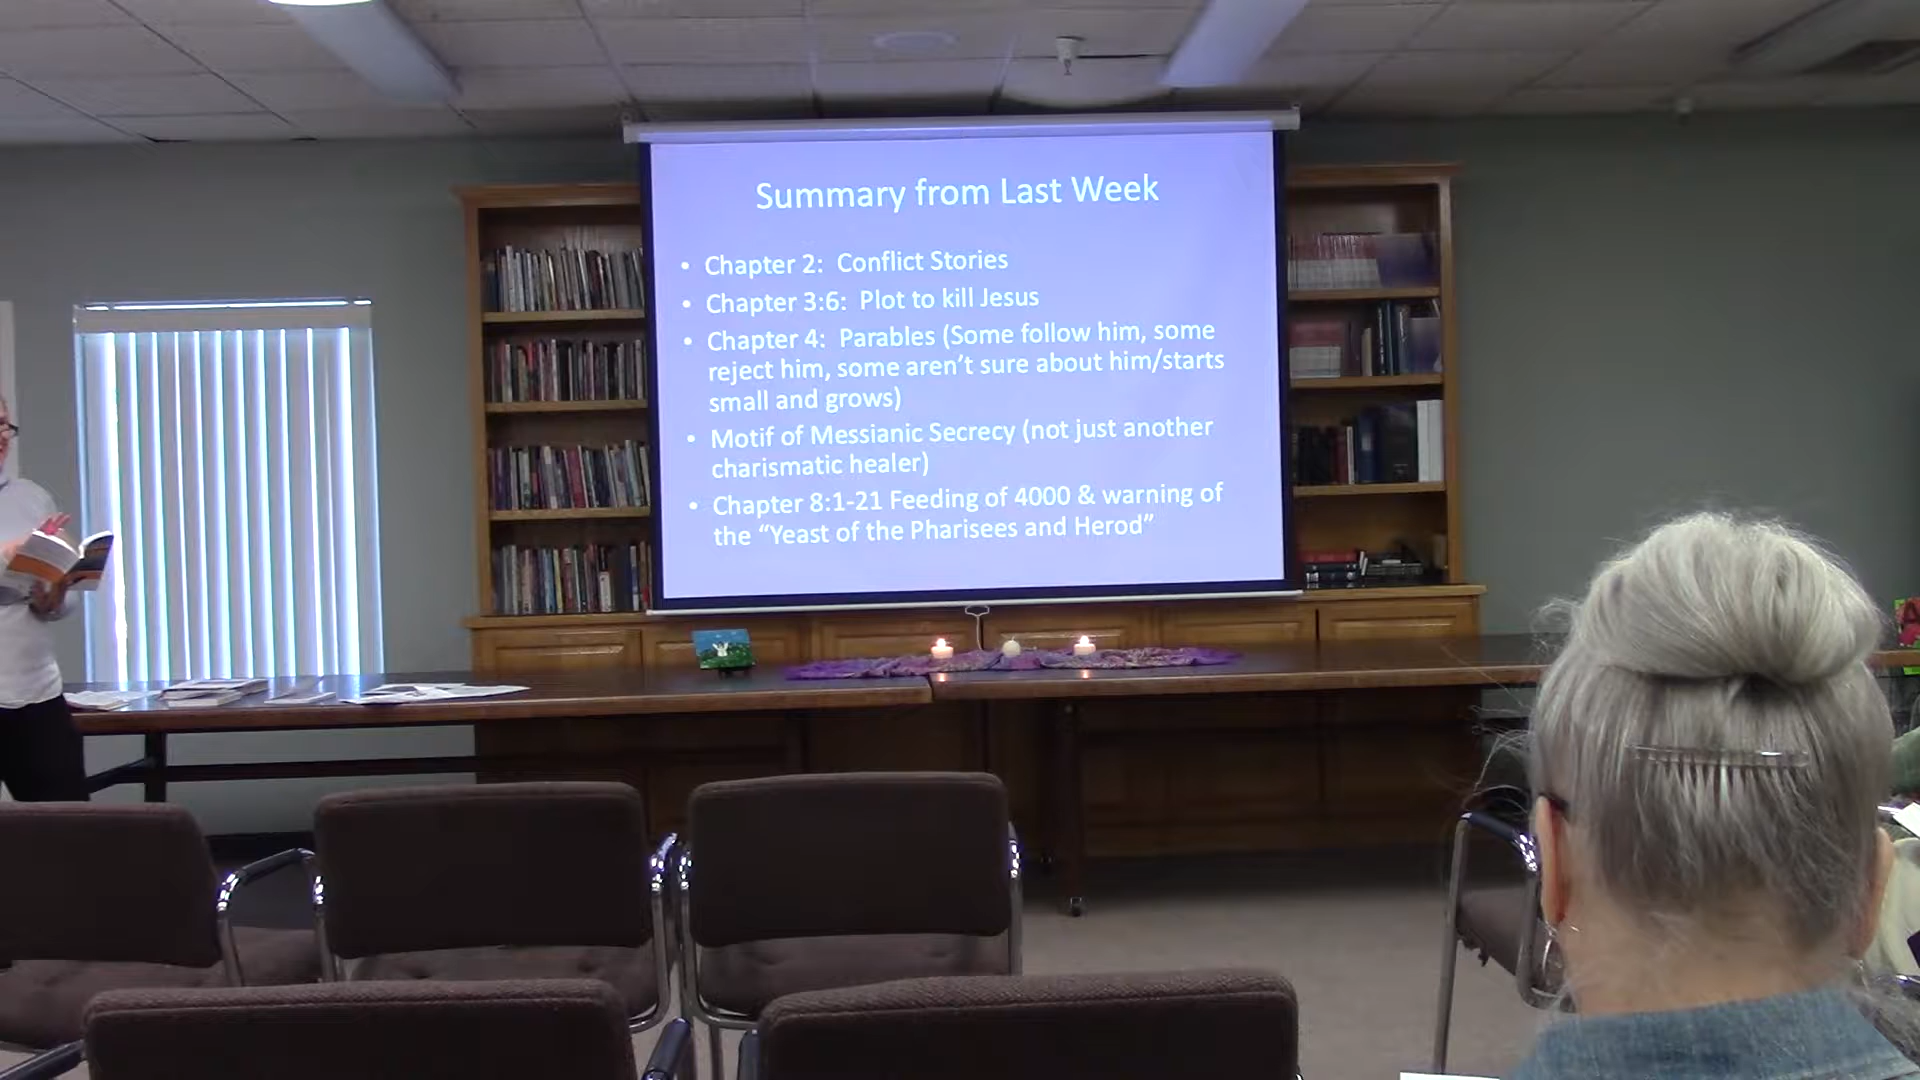 Summary from Last Week
• Chapter 2: Conflict Stories
• Chapter 3:6: Plot to kill Jesus
• Chapter 4: Parables (Some follow him, some
reject him, some aren't sure about him/starts
small and grows)
• Motif of Messianic Secrecy (not just another
charismatic healer)
• Chapter 8:1-21 Feeding of 4000 & warning of
the “Yeast of the Pharisees and Herod”